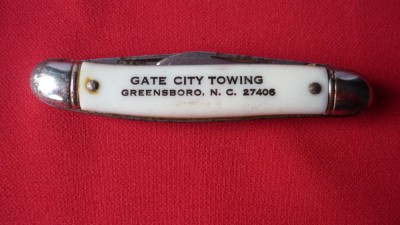 GATE CITY TOWING
GREENSBORO, N. C. 27406